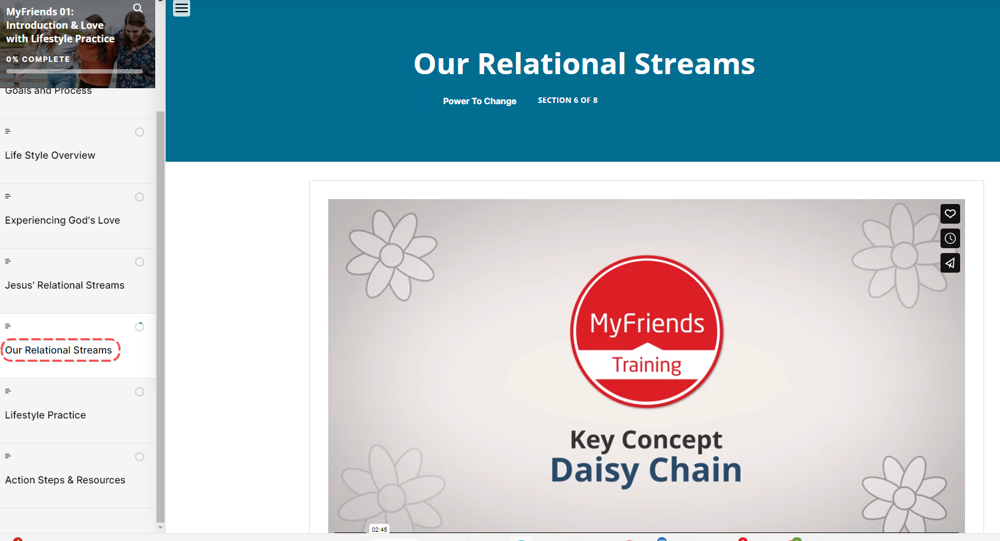 MyFriends 01:
Introduction & Love
with Lifestyle Practice
0% COMPLETE
Goals and Process
Life Style Overview
Experiencing God's Love
Jesus' Relational Streams
Our Relational Streams
Lifestyle Practice
Action Steps & Resources
Our Relational Streams
Power To Change SECTION 6 OF 8
MyFriends
Training
Key Concept
Daisy Chain
02:45